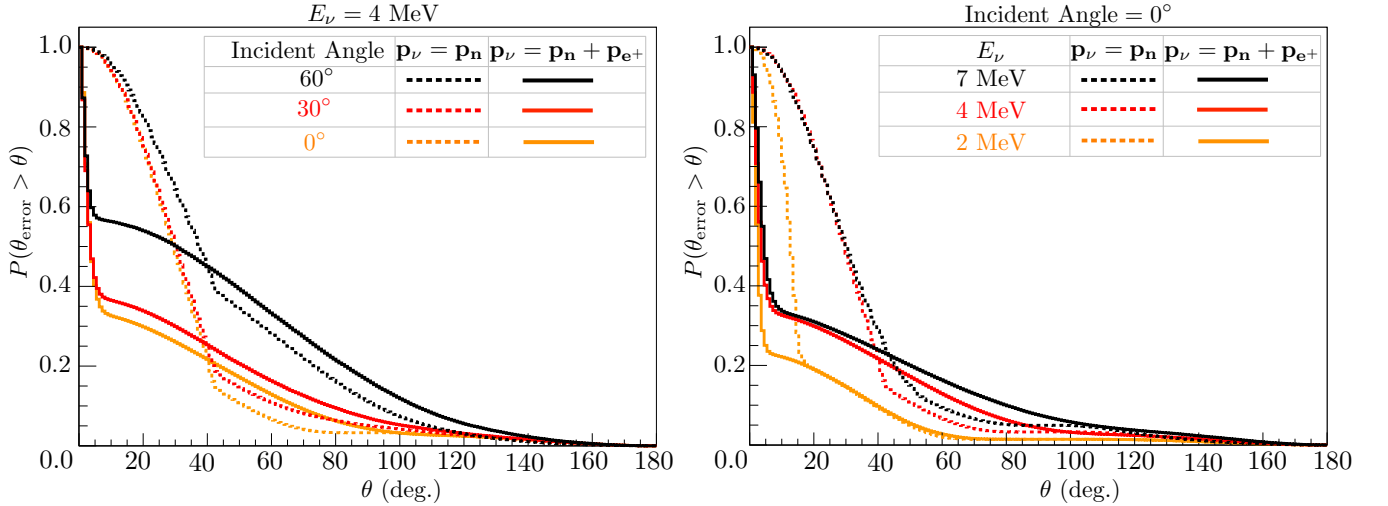 E_ν = 4 MeV
Incident Angle p_ν = p_n p_ν = p_n + p_e+
60°
30°
0°
P(θ_error > θ)
1.0
0.8
0.6
0.4
0.2
0.0
20 40 60 80 100 120 140 160 180
θ (deg.)
Incident Angle = 0°
E_ν p_ν = p_n p_ν = p_n + p_e+
7 MeV
4 MeV
2 MeV
P(θ_error > θ)
1.0
0.8
0.6
0.4
0.2
0.0
20 40 60 80 100 120 140 160 180
θ (deg.)